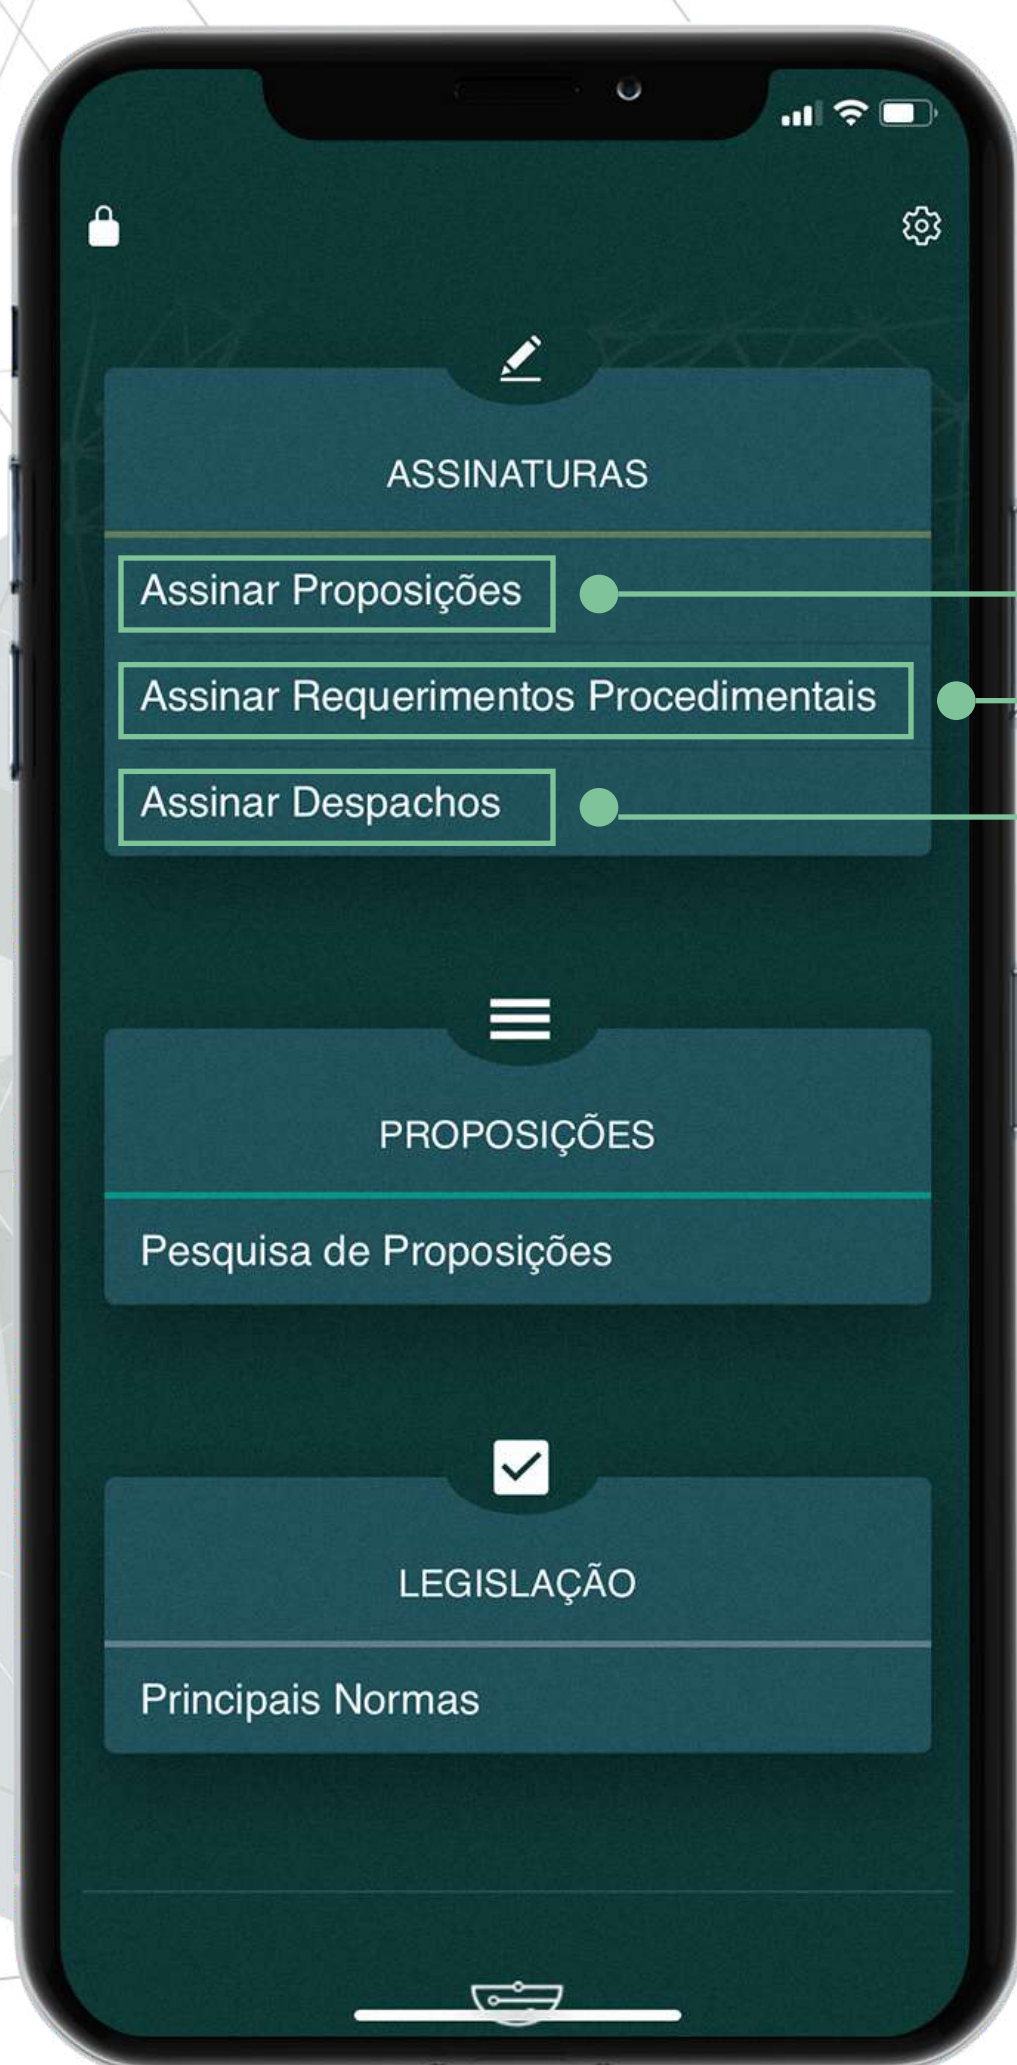 ASSINATURAS
Assinar Proposições
Assinar Requerimentos Procedimentais
Assinar Despachos
PROPOSIÇÕES
Pesquisa de Proposições
LEGISLAÇÃO
Principais Normas